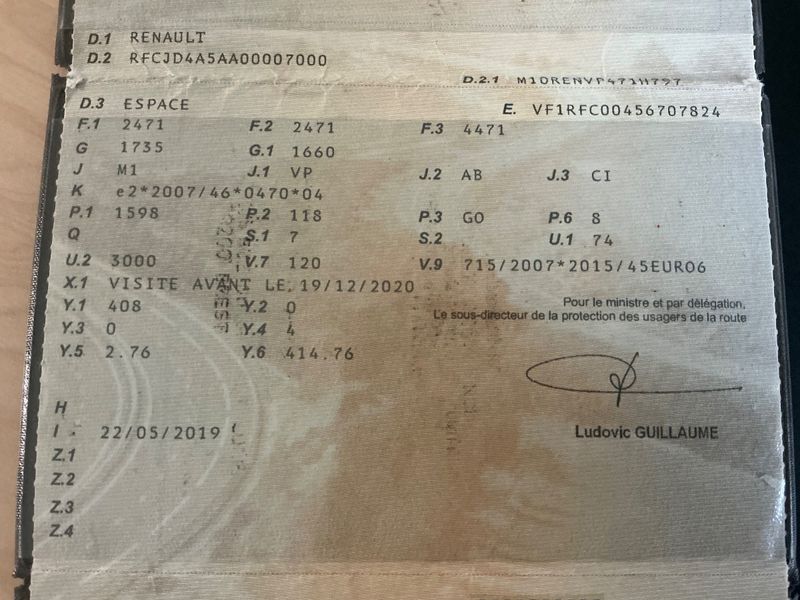 D.1 RENAULT
D.2 RFCJD4A5AA00007000
D.2.1 M10RENVP471H797
D.3 ESPACE E. VF1RFC00456707824
F.1 2471 F.2 2471 F.3 4471
G 1735 G.1 1660
J M1 J.1 VP J.2 AB J.3 CI
K e2*2007/46*0470*04
P.1 1598 P.2 118 P.3 GO P.6 8
Q S.1 7 S.2 . U.1 74
U.2 3000 V.7 120 V.9 715/2007*2015/45EURO6
X.1 VISITE AVANT LE 19/12/2020
Y.1 408 Y.2 0
Pour le ministre et par délégation,
Le sous-directeur de la protection des usagers de la route
Y.3 0 Y.4 4
Y.5 2.76 Y.6 414.76
H
I . 22/05/2019
Ludovic GUILLAUME
Z.1
Z.2
Z.3
Z.4